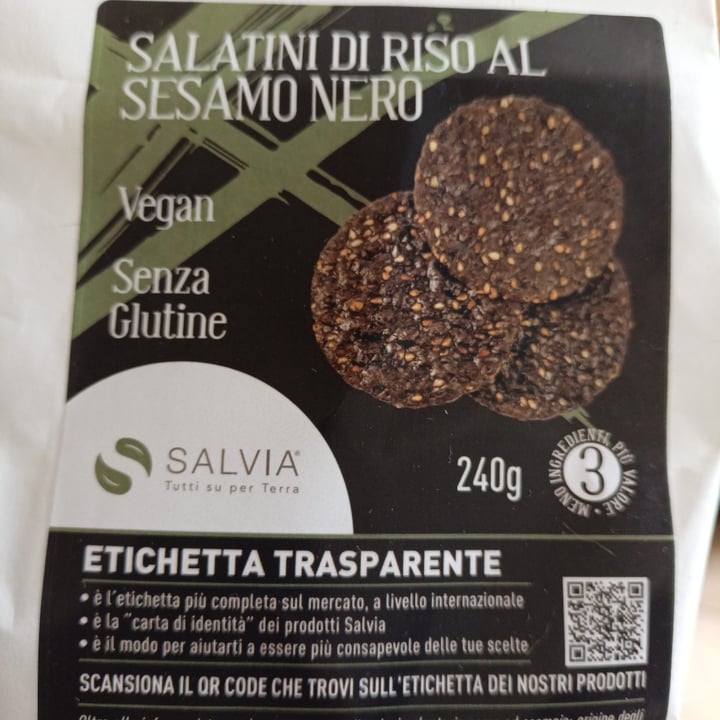 SALATINI DI RISO AL
SESAMO NERO
Vegan
Senza
Glutine
SALVIA®
Tutti su per Terra
240g
MENO INGREDIENTI, PIÙ VALORE •
3
ETICHETTA TRASPARENTE
• è l'etichetta più completa sul mercato, a livello internazionale
• è la "carta di identità" dei prodotti Salvia
• è il modo per aiutarti a essere più consapevole delle tue scelte
SCANSIONA IL QR CODE CHE TROVI SULL'ETICHETTA DEI NOSTRI PRODOTTI